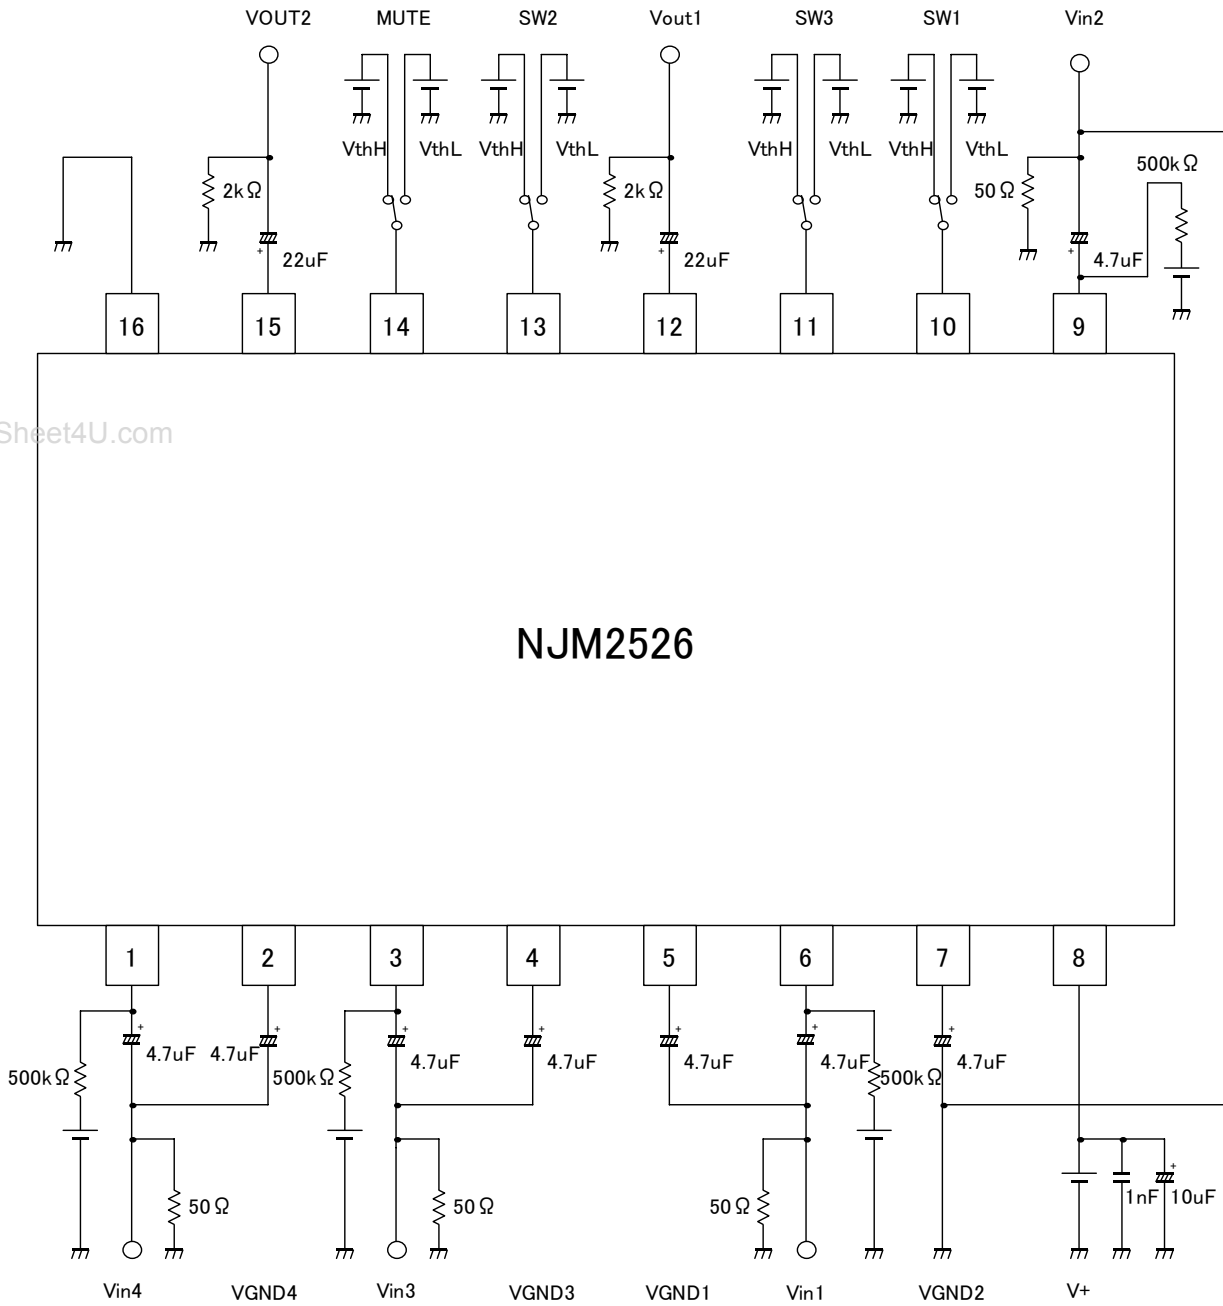 VOUT2 MUTE SW2 Vout1 SW3 SW1 Vin2
VthH VthL VthH VthL VthH VthL VthH VthL 500kΩ
2kΩ 2kΩ 50Ω
22uF 22uF 4.7uF
16 15 14 13 12 11 10 9
Sheet4U.com
NJM2526
1 2 3 4 5 6 7 8
4.7uF 4.7uF 4.7uF 4.7uF 4.7uF 4.7uF 4.7uF
500kΩ 500kΩ 500kΩ
50Ω 50Ω 50Ω 1nF 10uF
Vin4 VGND4 Vin3 VGND3 VGND1 Vin1 VGND2 V+